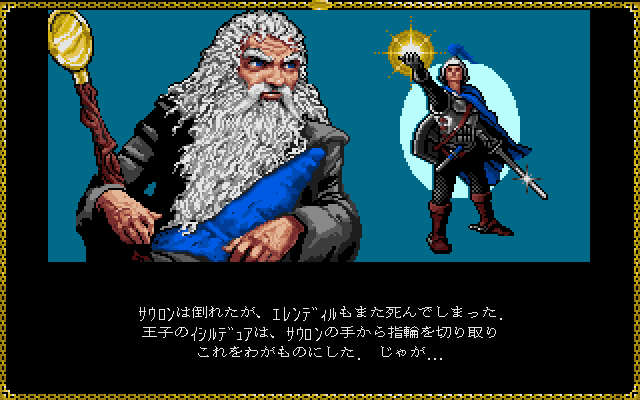 ｻｳﾛﾝは倒れたが、ｴﾚﾝﾃﾞｨﾙもまた死んでしまった.
王子のｲｼﾙﾃﾞｭｱは、ｻｳﾛﾝの手から指輪を切り取り
これをわがものにした. じゃが...